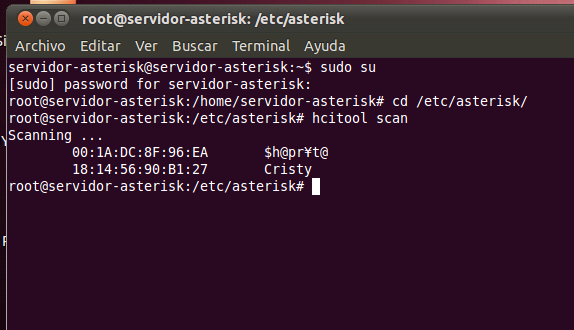 root@servidor-asterisk: /etc/asterisk
Archivo Editar Ver Buscar Terminal Ayuda
servidor-asterisk@servidor-asterisk:~$ sudo su
[sudo] password for servidor-asterisk:
root@servidor-asterisk:/home/servidor-asterisk# cd /etc/asterisk/
root@servidor-asterisk:/etc/asterisk# hcitool scan
Scanning ...
00:1A:DC:8F:96:EA $h@pr¥t@
18:14:56:90:B1:27 Cristy
root@servidor-asterisk:/etc/asterisk#